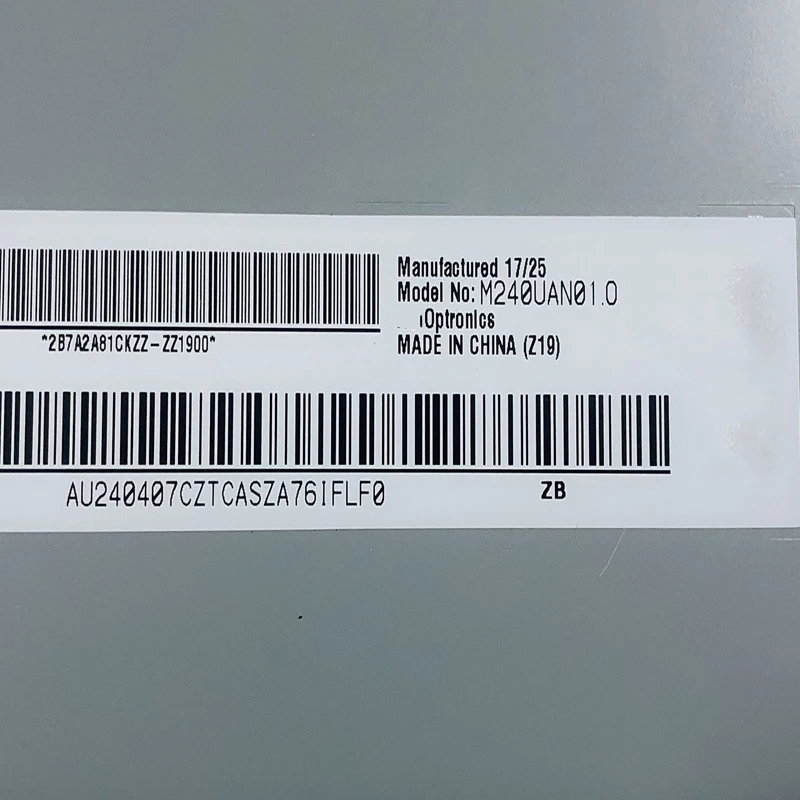 Manufactured 17/25
Model No: M240UAN01.0
Optronics
MADE IN CHINA (Z19)
*2B7A2A81CKZZ-ZZ1900*
AU240407CZTCASZA76IFLF0
ZB